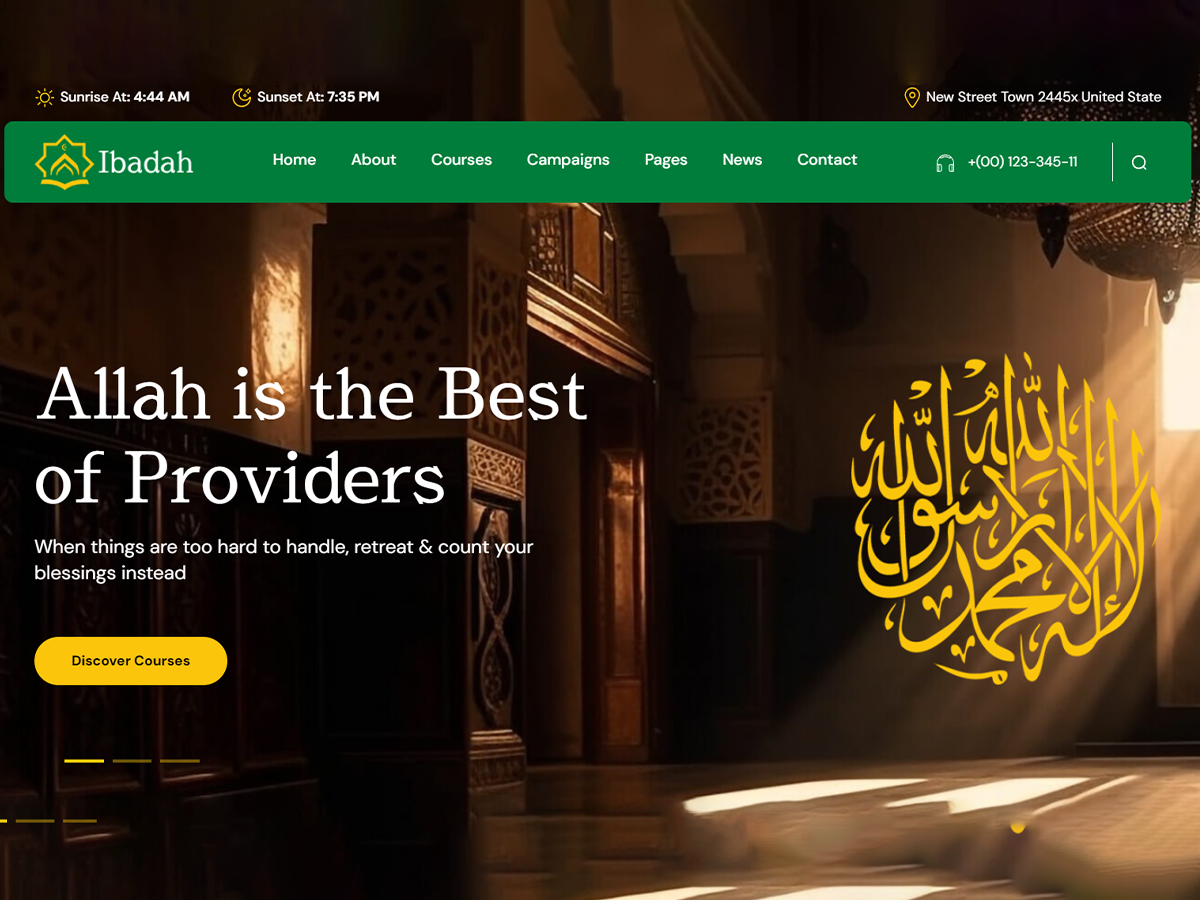 Sunrise At: 4:44 AM
Sunset At: 7:35 PM
New Street Town 2445x United State
Ibadah
Home
About
Courses
Campaigns
Pages
News
Contact
+(00) 123-345-11
Allah is the Best
of Providers
When things are too hard to handle, retreat & count your
blessings instead
Discover Courses
لا إله إلا الله محمد رسول الله